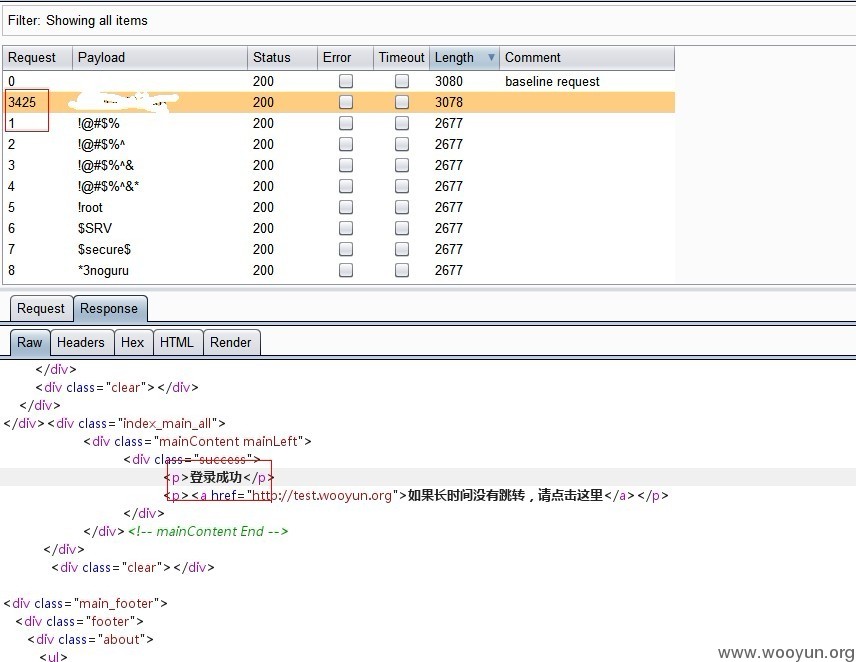 Filter: Showing all items
Request Payload Status Error Timeout Length Comment
0 200 3080 baseline request
3425 200 3078
1 !@#$% 200 2677
2 !@#$%^ 200 2677
3 !@#$%^& 200 2677
4 !@#$%^&* 200 2677
5 !root 200 2677
6 $SRV 200 2677
7 $secure$ 200 2677
8 *3noguru 200 2677
Request Response
Raw Headers Hex HTML Render
</div>
<div class="clear"></div>
</div>
</div><div class="index_main_all">
<div class="mainContent mainLeft">
<div class="success">
<p>登录成功</p>
<p><a href="http://test.wooyun.org">如果长时间没有跳转，请点击这里</a></p>
</div>
</div><!-- mainContent End -->
</div>
<div class="clear"></div>
<div class="main_footer">
<div class="footer">
<div class="about">
<ul>
www.wooyun.org